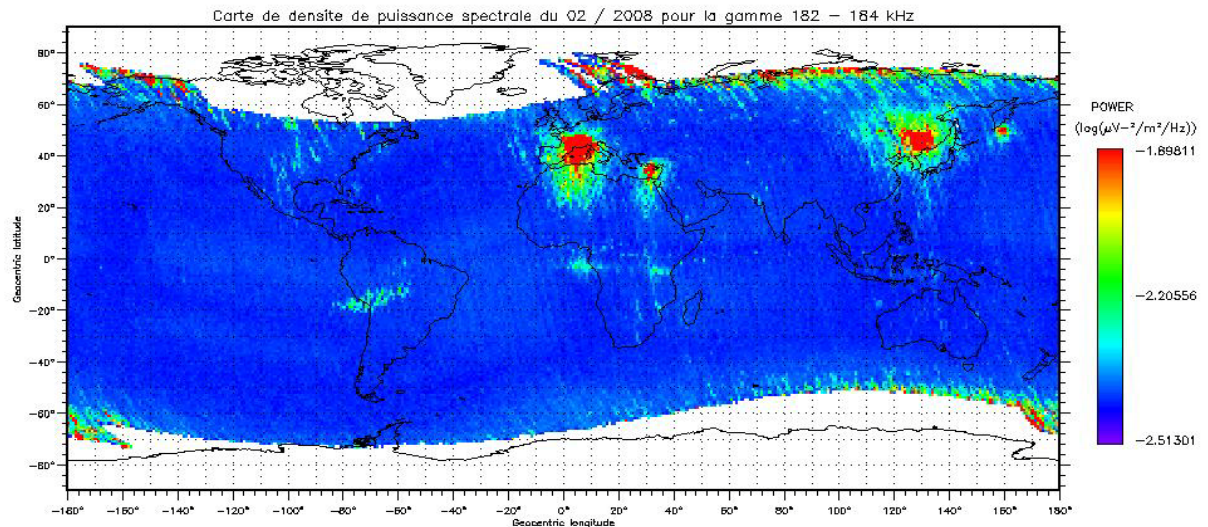 Carte de densite de puissance spectrale du 02 / 2008 pour la gamme 182 – 184 kHz
80°
60°
40°
20°
0°
−20°
−40°
−60°
−80°
Geocentric latitude
−180° −160° −140° −120° −100° −80° −60° −40° −20° 0° 20° 40° 60° 80° 100° 120° 140° 160° 180°
Geocentric longitude
POWER
(log(μV^2/m²/Hz))
−1.89811
−2.20556
−2.51301